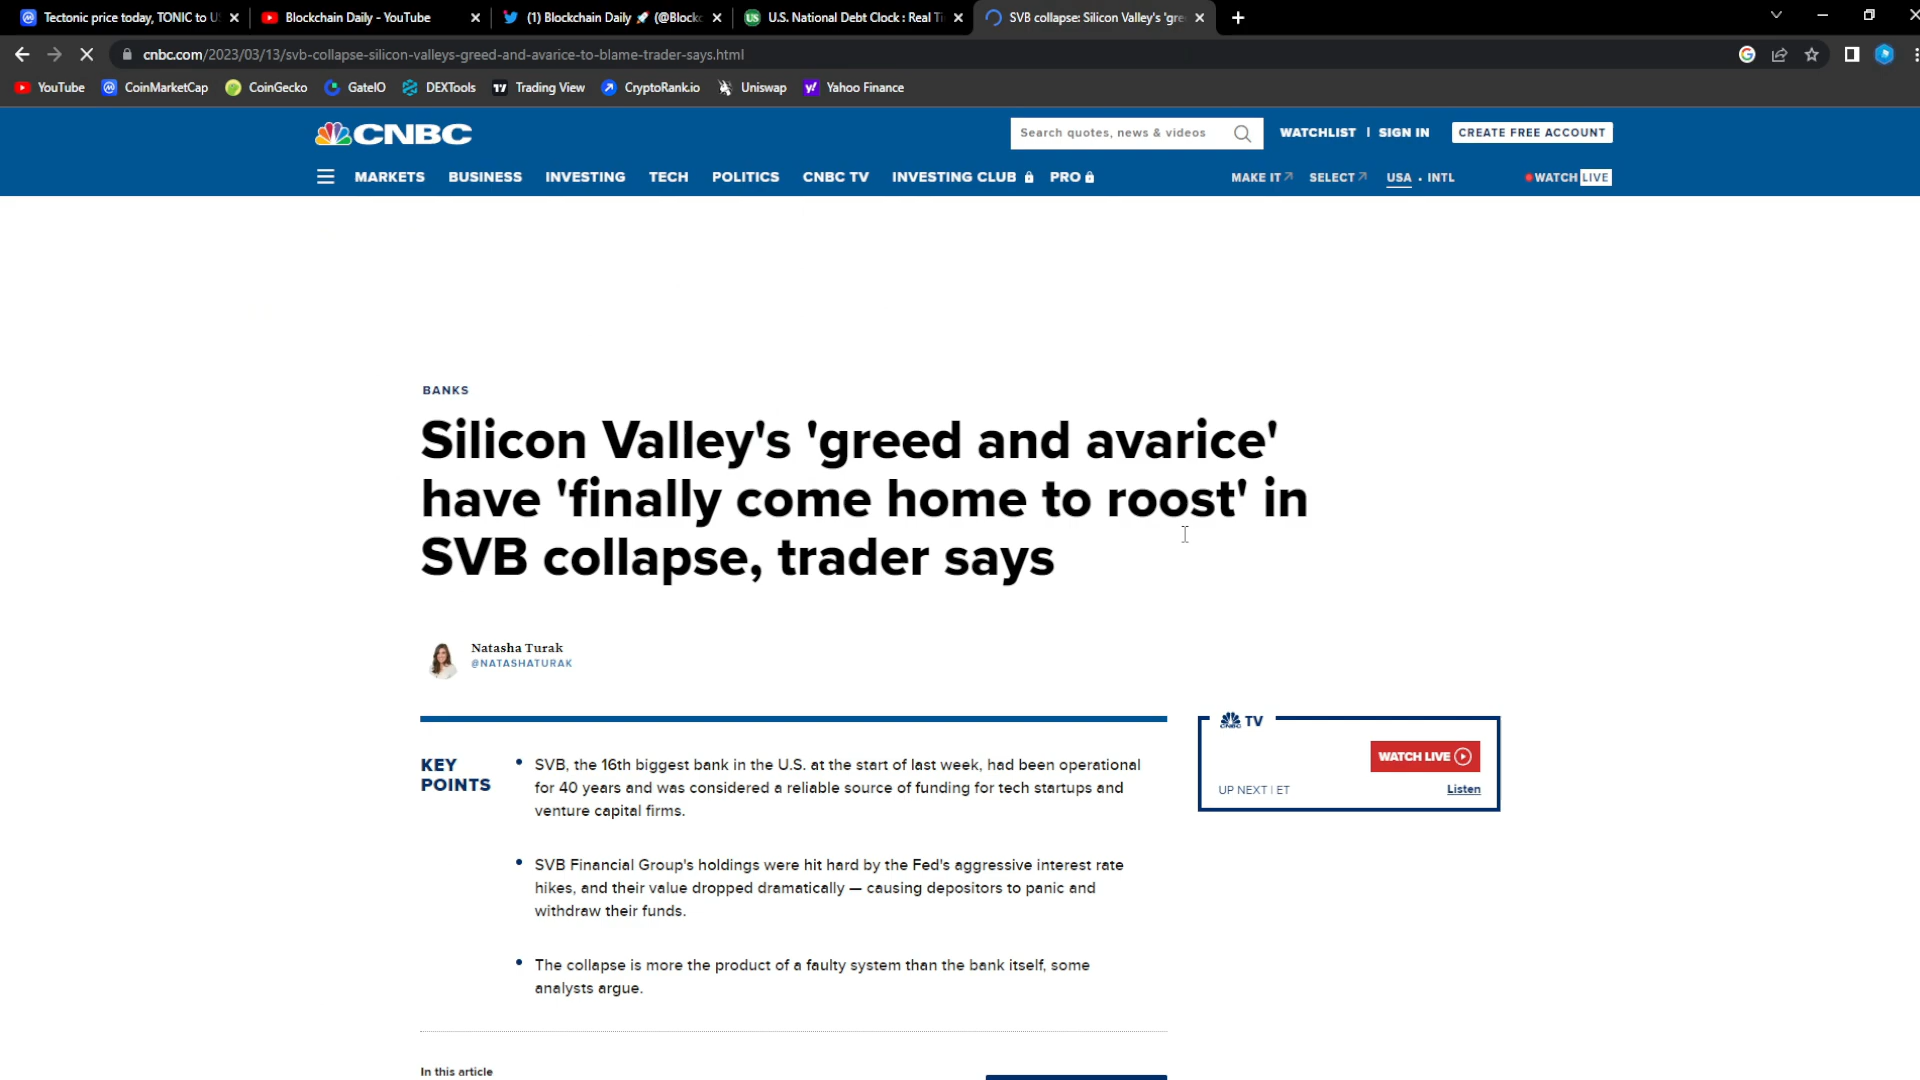 Tectonic price today, TONIC to U
Blockchain Daily - YouTube
(1) Blockchain Daily 🚀 (@Blockc
U.S. National Debt Clock : Real Ti
SVB collapse: Silicon Valley's 'gre
cnbc.com/2023/03/13/svb-collapse-silicon-valleys-greed-and-avarice-to-blame-trader-says.html
YouTube
CoinMarketCap
CoinGecko
GateIO
DEXTools
Trading View
CryptoRank.io
Uniswap
Yahoo Finance
CNBC
Search quotes, news & videos
WATCHLIST | SIGN IN
CREATE FREE ACCOUNT
MARKETS
BUSINESS
INVESTING
TECH
POLITICS
CNBC TV
INVESTING CLUB
PRO
MAKE IT
SELECT
USA • INTL
WATCH LIVE
BANKS
Silicon Valley's 'greed and avarice'
have 'finally come home to roost' in
SVB collapse, trader says
Natasha Turak
@NATASHATURAK
KEY
POINTS
SVB, the 16th biggest bank in the U.S. at the start of last week, had been operational
for 40 years and was considered a reliable source of funding for tech startups and
venture capital firms.
SVB Financial Group's holdings were hit hard by the Fed's aggressive interest rate
hikes, and their value dropped dramatically — causing depositors to panic and
withdraw their funds.
The collapse is more the product of a faulty system than the bank itself, some
analysts argue.
CNBC TV
WATCH LIVE
UP NEXT | ET
Listen
In this article